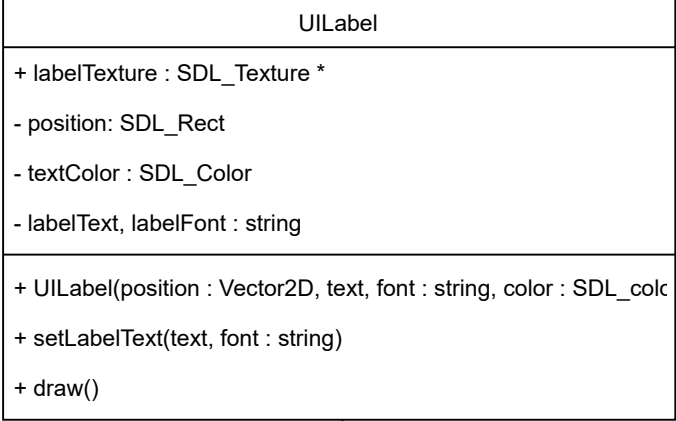 UILabel
+ labelTexture : SDL_Texture *
- position: SDL_Rect
- textColor : SDL_Color
- labelText, labelFont : string
+ UILabel(position : Vector2D, text, font : string, color : SDL_colo
+ setLabelText(text, font : string)
+ draw()